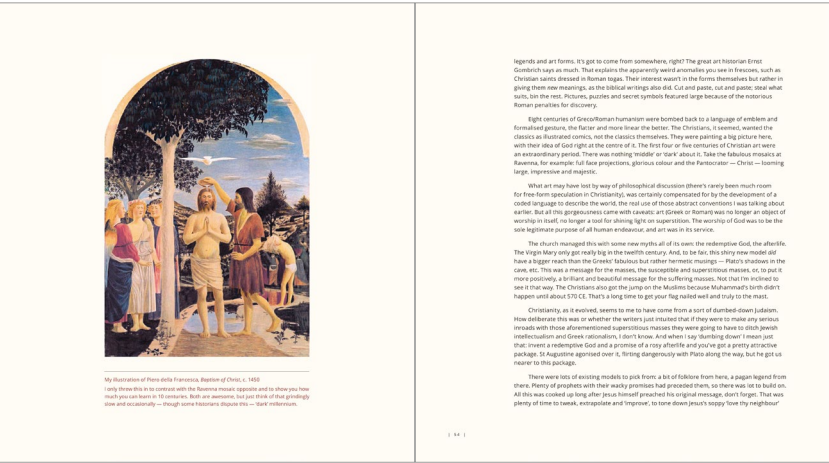 My illustration of Piero della Francesca, Baptism of Christ, c. 1450
I only threw this in to contrast with the Ravenna mosaic opposite and to show you how
much you can learn in 10 centuries. Both are awesome, but just think of that grindingly
slow and occasionally — though some historians dispute this — 'dark' millennium.
legends and art forms. It's got to come from somewhere, right? The great art historian Ernst
Gombrich says as much. That explains the apparently weird anomalies you see in frescoes, such as
Christian saints dressed in Roman togas. Their interest wasn't in the forms themselves but rather in
giving them new meanings, as the biblical writings also did. Cut and paste, cut and paste; steal what
suits, bin the rest. Pictures, puzzles and secret symbols featured large because of the notorious
Roman penalties for discovery.
Eight centuries of Greco/Roman humanism were bombed back to a language of emblem and
formalised gesture, the flatter and more linear the better. The Christians, it seemed, wanted the
classics as illustrated comics, not the classics themselves. They were painting a big picture here,
with their idea of God right at the centre of it. The first four or five centuries of Christian art were
an extraordinary period. There was nothing 'middle' or 'dark' about it. Take the fabulous mosaics at
Ravenna, for example: full face projections, glorious colour and the Pantocrator — Christ — looming
large, impressive and majestic.
What art may have lost by way of philosophical discussion (there's rarely been much room
for free-form speculation in Christianity), was certainly compensated for by the development of a
coded language to describe the world, the real use of those abstract conventions I was talking about
earlier. But all this gorgeousness came with caveats: art (Greek or Roman) was no longer an object of
worship in itself, no longer a tool for shining light on superstition. The worship of God was to be the
sole legitimate purpose of all human endeavour, and art was in its service.
The church managed this with some new myths all of its own: the redemptive God, the afterlife.
The Virgin Mary only got really big in the twelfth century. And, to be fair, this shiny new model did
have a bigger reach than the Greeks' fabulous but rather hermetic musings — Plato's shadows in the
cave, etc. This was a message for the masses, the susceptible and superstitious masses, or, to put it
more positively, a brilliant and beautiful message for the suffering masses. Not that I'm inclined to
see it that way. The Christians also got the jump on the Muslims because Muhammad's birth didn't
happen until about 570 CE. That's a long time to get your flag nailed well and truly to the mast.
Christianity, as it evolved, seems to me to have come from a sort of dumbed-down Judaism.
How deliberate this was or whether the writers just intuited that if they were to make any serious
inroads with those aforementioned superstitious masses they were going to have to ditch Jewish
intellectualism and Greek rationalism, I don't know. And when I say 'dumbing down' I mean just
that: invent a redemptive God and a promise of a rosy afterlife and you've got a pretty attractive
package. St Augustine agonised over it, flirting dangerously with Plato along the way, but he got us
nearer to this package.
There were lots of existing models to pick from: a bit of folklore from here, a pagan legend from
there. Plenty of prophets with their wacky promises had preceded them, so there was lot to build on.
All this was cooked up long after Jesus himself preached his original message, don't forget. That was
plenty of time to tweak, extrapolate and 'improve', to tone down Jesus's soppy 'love thy neighbour'